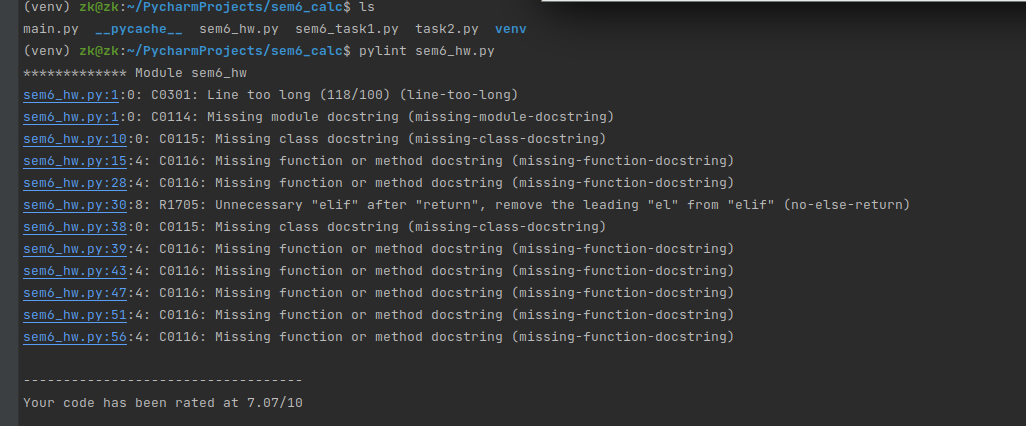 (venv) zk@zk:~/PycharmProjects/sem6_calc$ ls
main.py  __pycache__  sem6_hw.py  sem6_task1.py  task2.py  venv
(venv) zk@zk:~/PycharmProjects/sem6_calc$ pylint sem6_hw.py
************* Module sem6_hw
sem6_hw.py:1:0: C0301: Line too long (118/100) (line-too-long)
sem6_hw.py:1:0: C0114: Missing module docstring (missing-module-docstring)
sem6_hw.py:10:0: C0115: Missing class docstring (missing-class-docstring)
sem6_hw.py:15:4: C0116: Missing function or method docstring (missing-function-docstring)
sem6_hw.py:28:4: C0116: Missing function or method docstring (missing-function-docstring)
sem6_hw.py:30:8: R1705: Unnecessary "elif" after "return", remove the leading "el" from "elif" (no-else-return)
sem6_hw.py:38:0: C0115: Missing class docstring (missing-class-docstring)
sem6_hw.py:39:4: C0116: Missing function or method docstring (missing-function-docstring)
sem6_hw.py:43:4: C0116: Missing function or method docstring (missing-function-docstring)
sem6_hw.py:47:4: C0116: Missing function or method docstring (missing-function-docstring)
sem6_hw.py:51:4: C0116: Missing function or method docstring (missing-function-docstring)
sem6_hw.py:56:4: C0116: Missing function or method docstring (missing-function-docstring)
-----------------------------------
Your code has been rated at 7.07/10